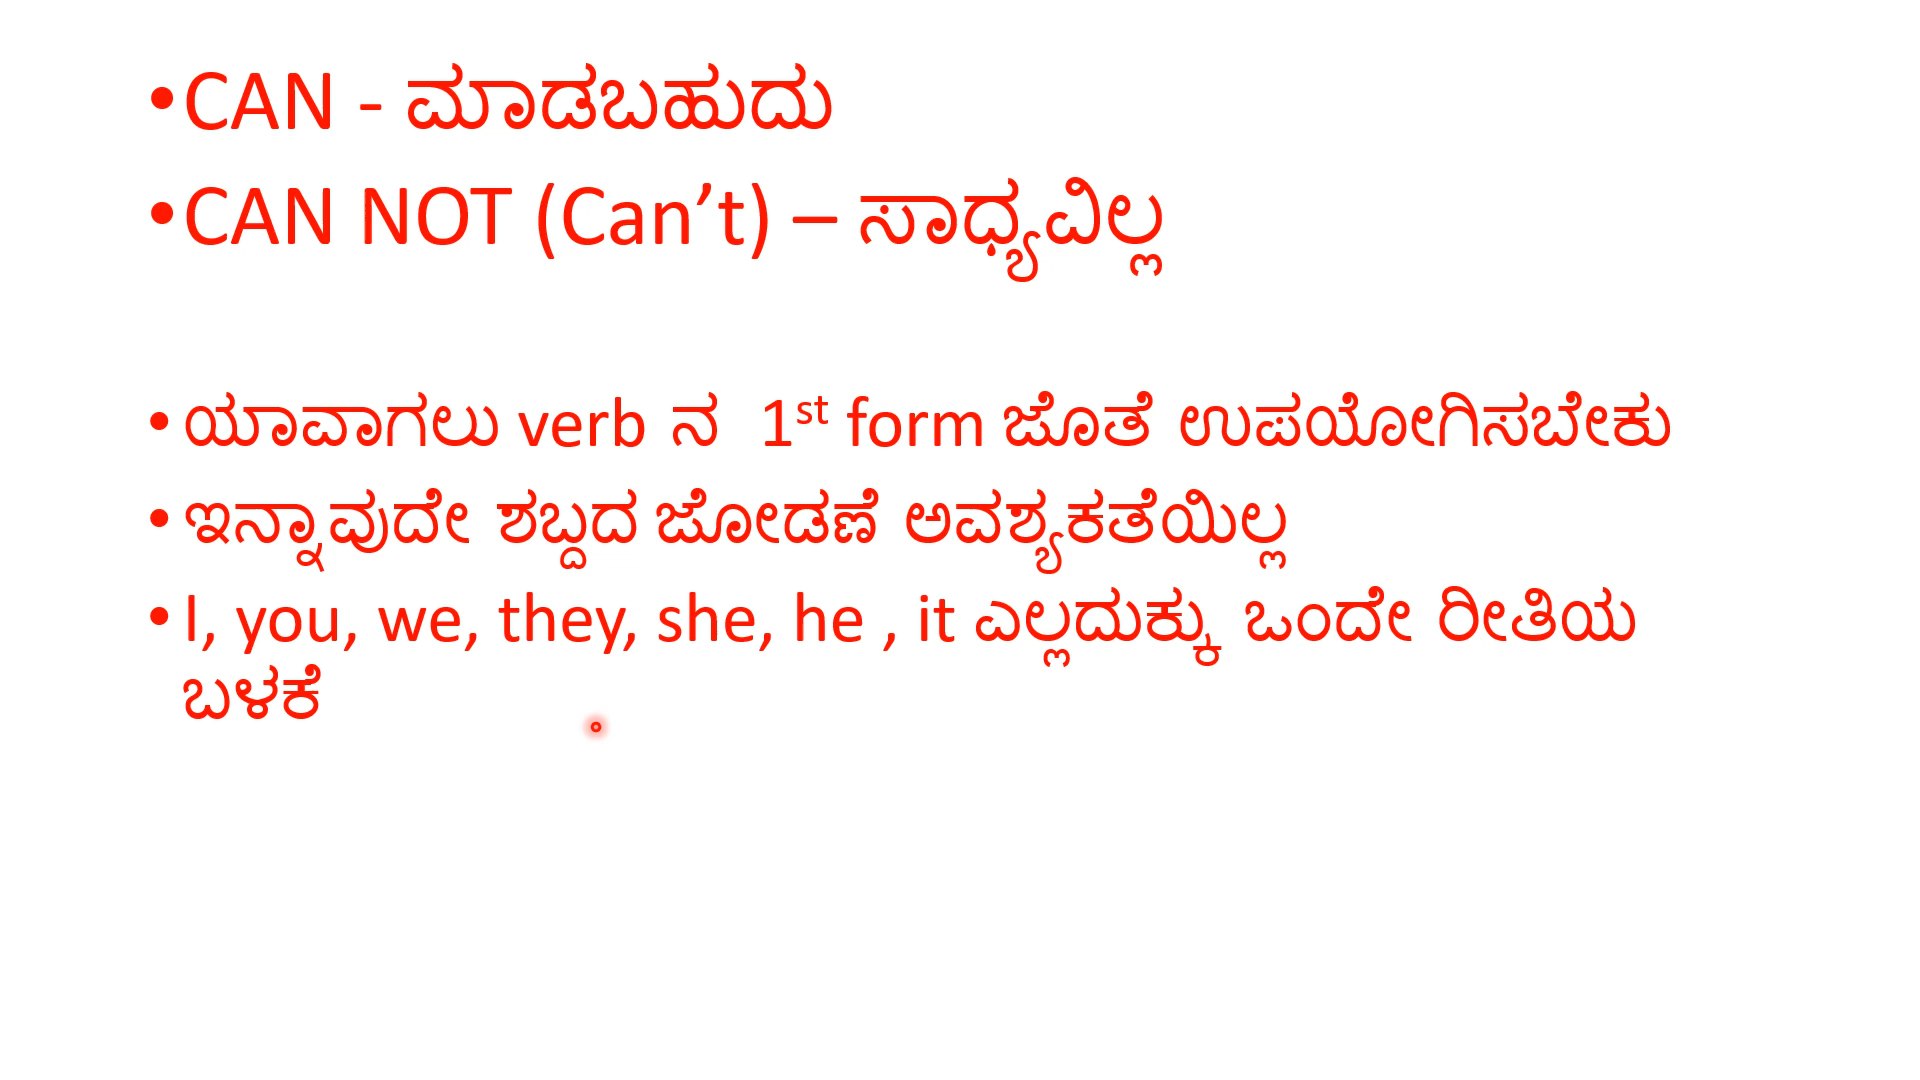 •CAN - ಮಾಡಬಹುದು
•CAN NOT (Can’t) – ಸಾಧ್ಯವಿಲ್ಲ
• ಯಾವಾಗಲು verb ನ 1st form ಜೊತೆ ಉಪಯೋಗಿಸಬೇಕು
• ಇನ್ನಾವುದೇ ಶಬ್ದದ ಜೋಡಣೆ ಅವಶ್ಯಕತೆಯಿಲ್ಲ
• I, you, we, they, she, he , it ಎಲ್ಲದುಕ್ಕು ಒಂದೇ ರೀತಿಯ
ಬಳಕೆ